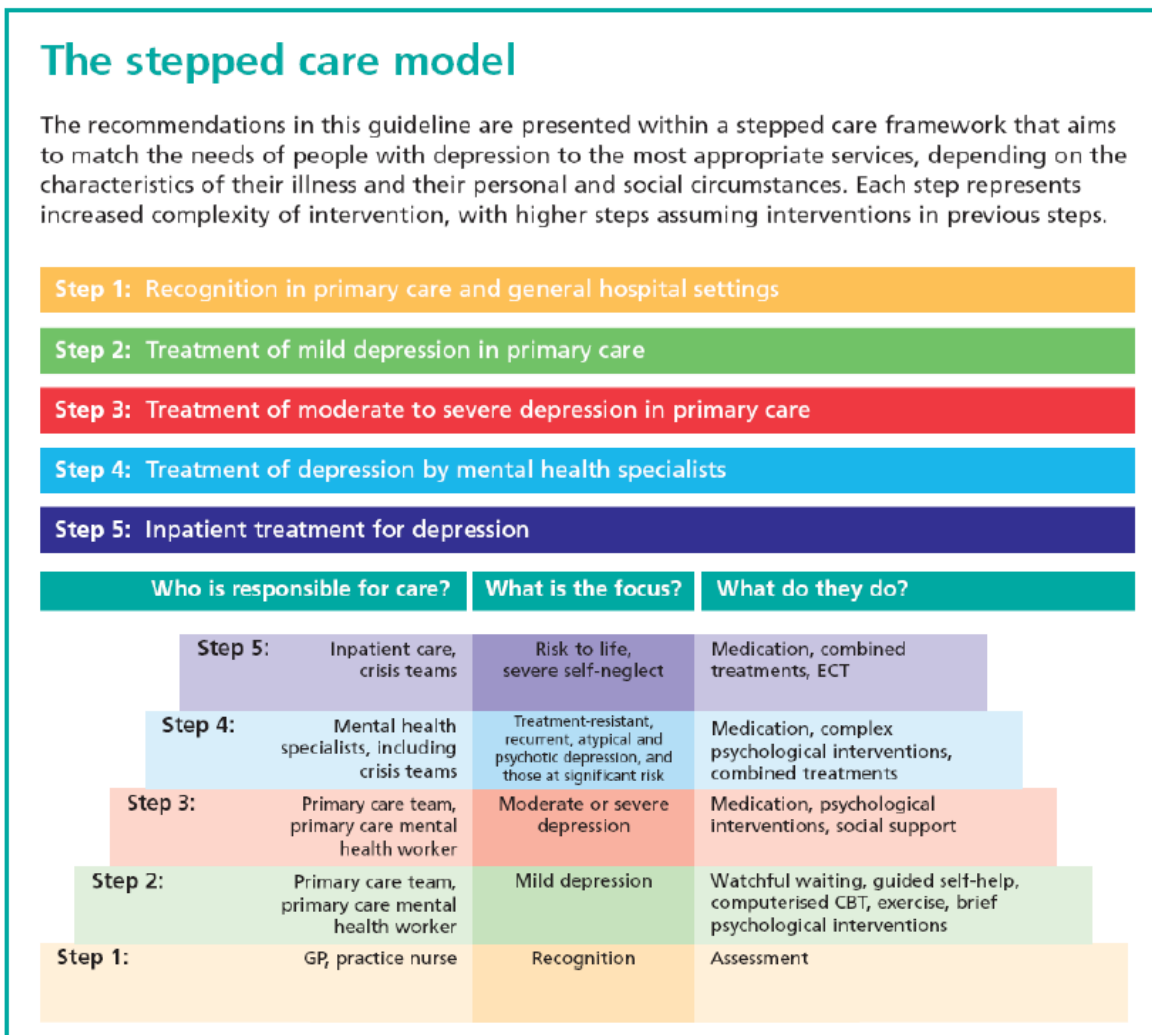 The stepped care model
The recommendations in this guideline are presented within a stepped care framework that aims
to match the needs of people with depression to the most appropriate services, depending on the
characteristics of their illness and their personal and social circumstances. Each step represents
increased complexity of intervention, with higher steps assuming interventions in previous steps.
Step 1: Recognition in primary care and general hospital settings
Step 2: Treatment of mild depression in primary care
Step 3: Treatment of moderate to severe depression in primary care
Step 4: Treatment of depression by mental health specialists
Step 5: Inpatient treatment for depression
Who is responsible for care?
What is the focus?
What do they do?
Step 5:
Inpatient care,
crisis teams
Risk to life,
severe self-neglect
Medication, combined
treatments, ECT
Step 4:
Mental health
specialists, including
crisis teams
Treatment-resistant,
recurrent, atypical and
psychotic depression, and
those at significant risk
Medication, complex
psychological interventions,
combined treatments
Step 3:
Primary care team,
primary care mental
health worker
Moderate or severe
depression
Medication, psychological
interventions, social support
Step 2:
Primary care team,
primary care mental
health worker
Mild depression
Watchful waiting, guided self-help,
computerised CBT, exercise, brief
psychological interventions
Step 1:
GP, practice nurse
Recognition
Assessment